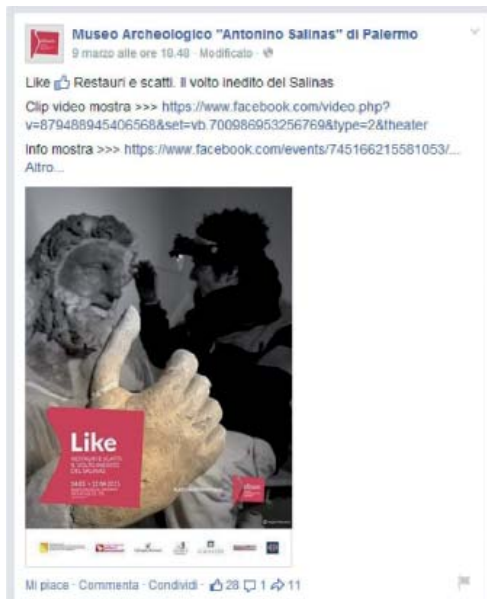 Museo Archeologico "Antonino Salinas" di Palermo
9 marzo alle ore 18.48 · Modificato ·
Like Restauri e scatti. Il volto inedito del Salinas
Clip video mostra >>> https://www.facebook.com/video.php?
v=879488945406568&set=vb.700986953256769&type=2&theater
Info mostra >>> https://www.facebook.com/events/745166215581053/...
Altro...
Like
RESTAURI E SCATTI
IL VOLTO INEDITO
DEL SALINAS
Mi piace · Commenta · Condividi · 28 1 11